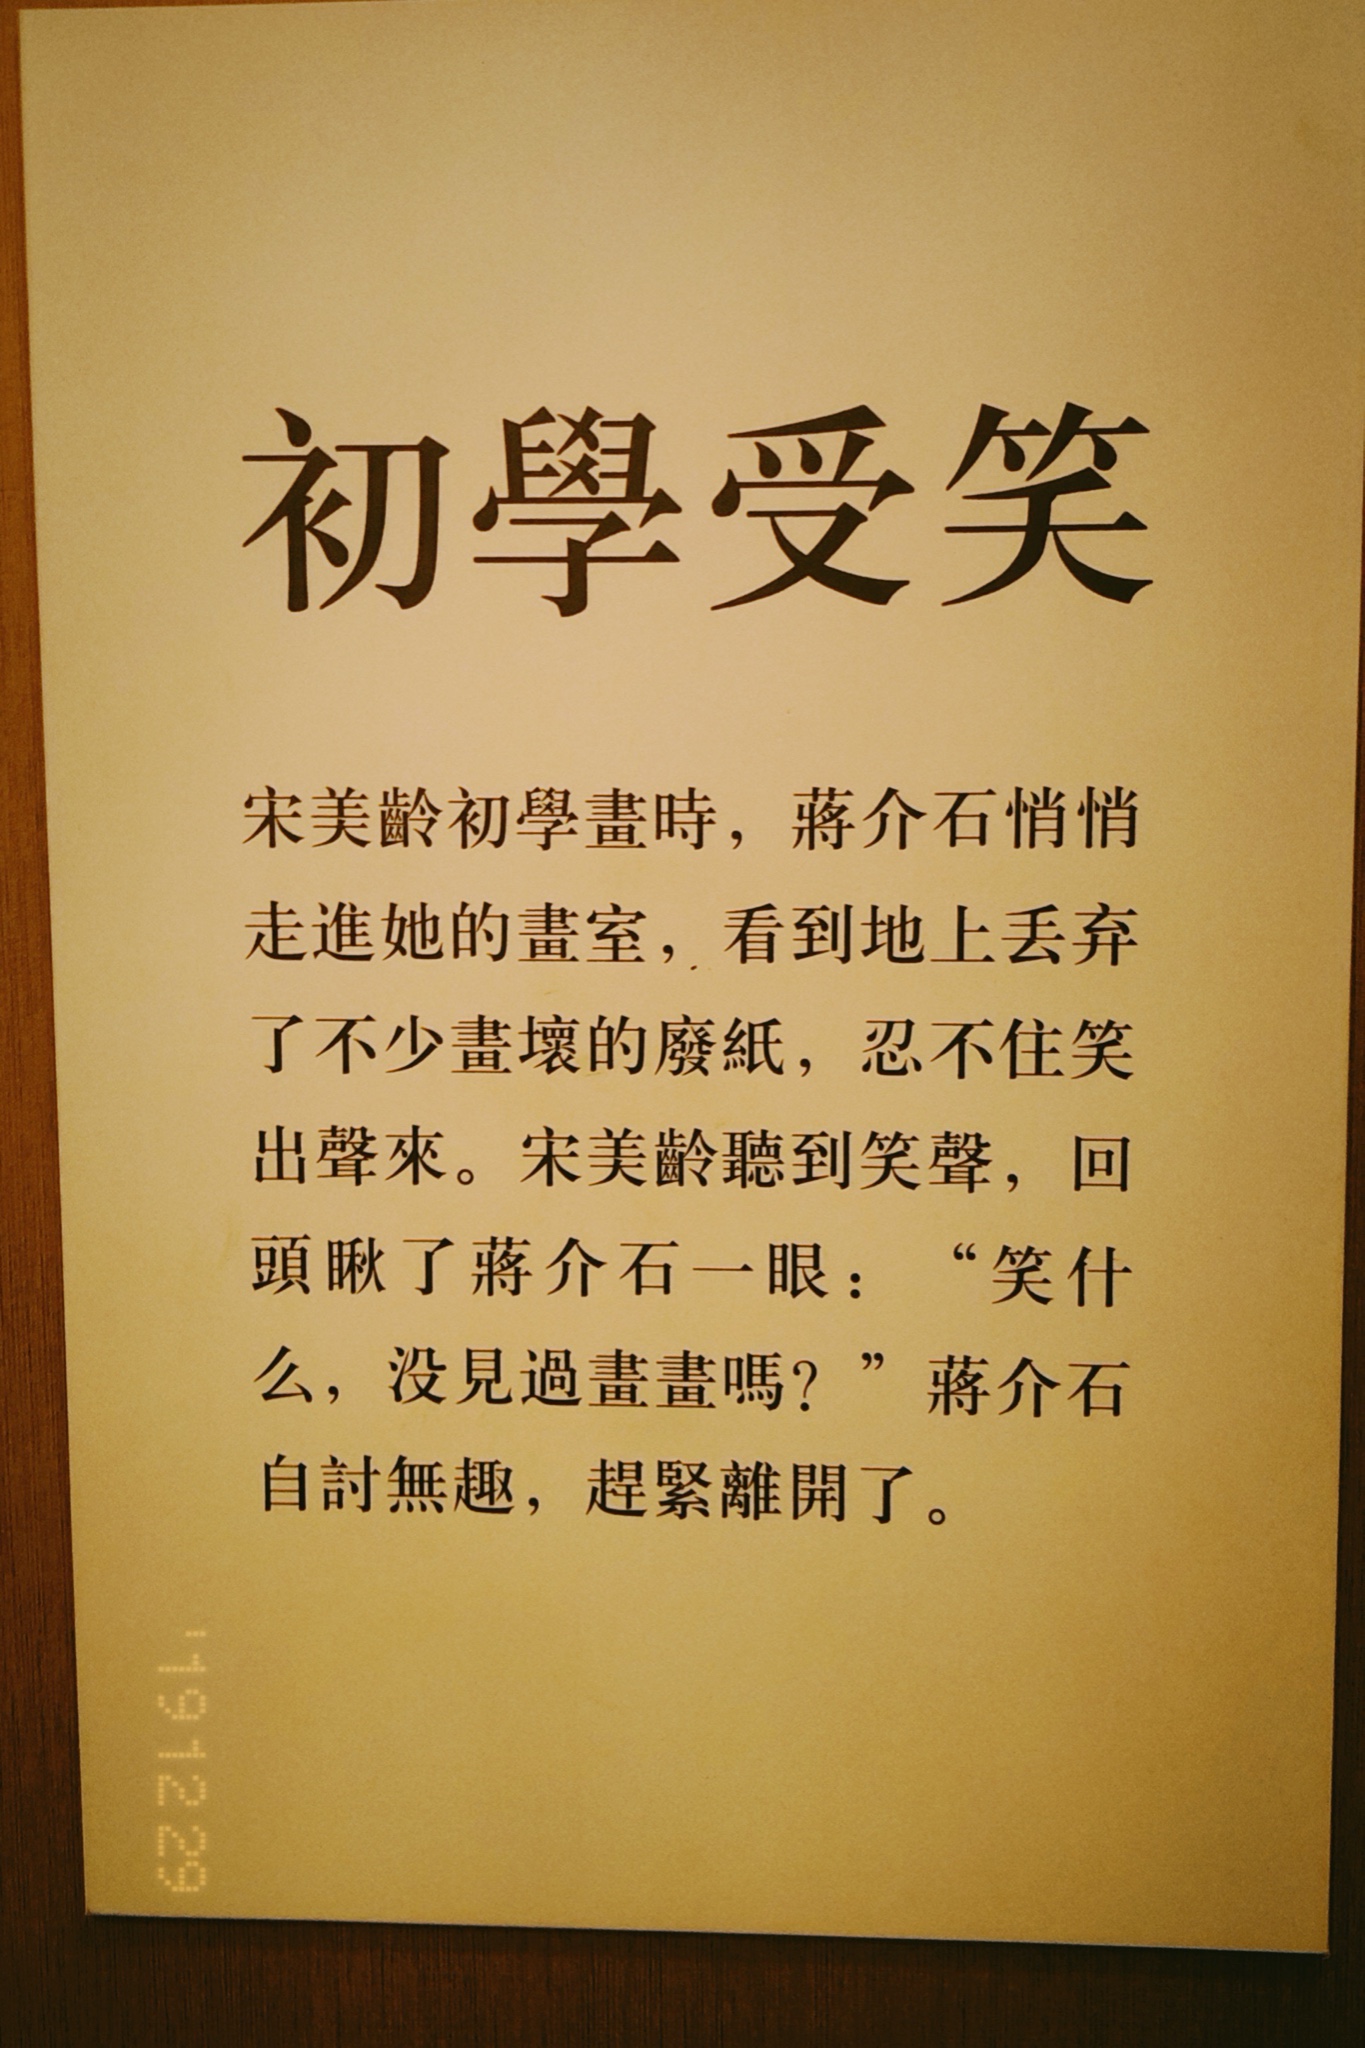 初學受笑
宋美齡初學畫時，蔣介石悄悄
走進她的畫室，看到地上丢弃
了不少畫壞的廢紙，忍不住笑
出聲來。宋美齡聽到笑聲，回
頭瞅了蔣介石一眼：“笑什
么，没見過畫畫嗎？”蔣介石
自討無趣，趕緊離開了。
'191229